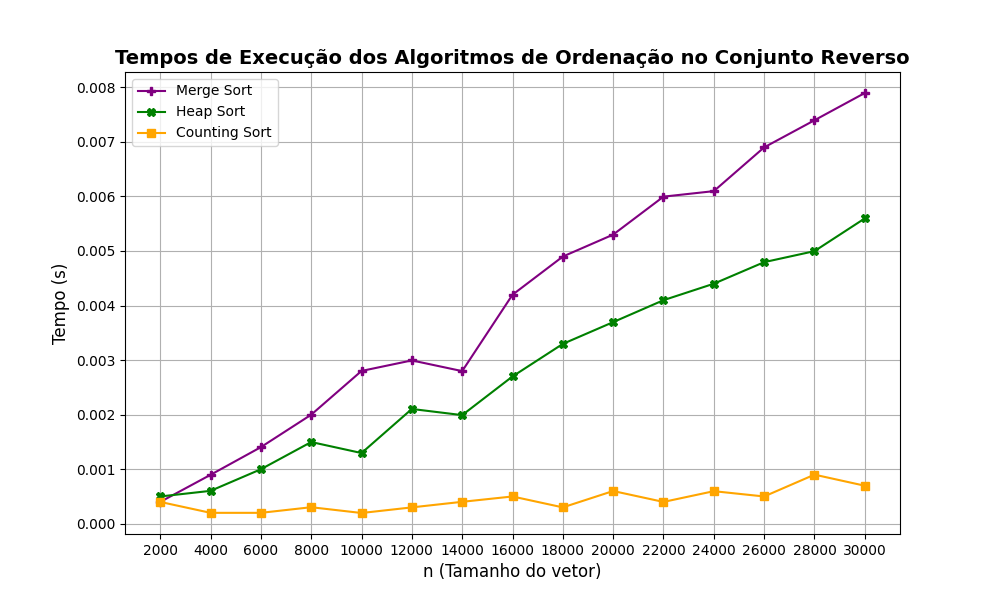 Tempos de Execução dos Algoritmos de Ordenação no Conjunto Reverso
Merge Sort
Heap Sort
Counting Sort
Tempo (s)
0.008
0.007
0.006
0.005
0.004
0.003
0.002
0.001
0.000
2000 4000 6000 8000 10000 12000 14000 16000 18000 20000 22000 24000 26000 28000 30000
n (Tamanho do vetor)